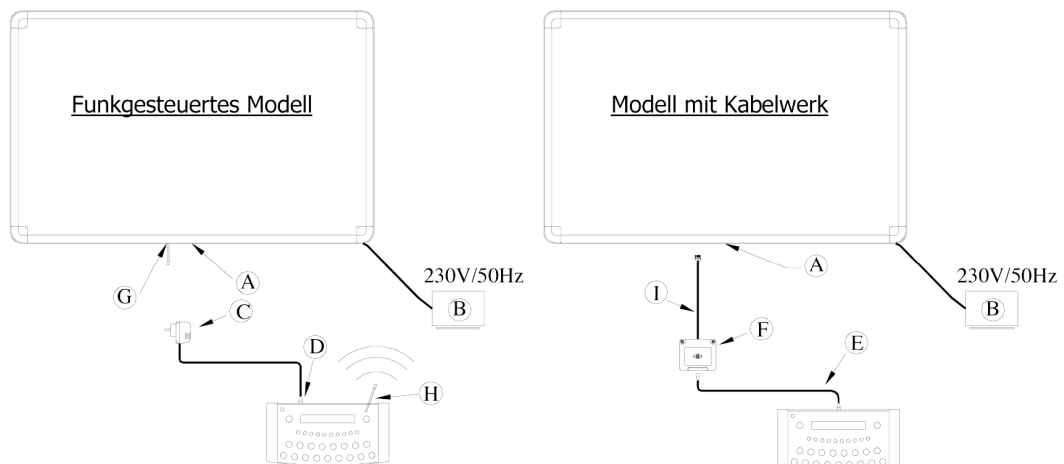 Funkgesteuertes Modell
G
A
230V/50Hz
B
C
D
H
Modell mit Kabelwerk
A
230V/50Hz
B
I
F
E